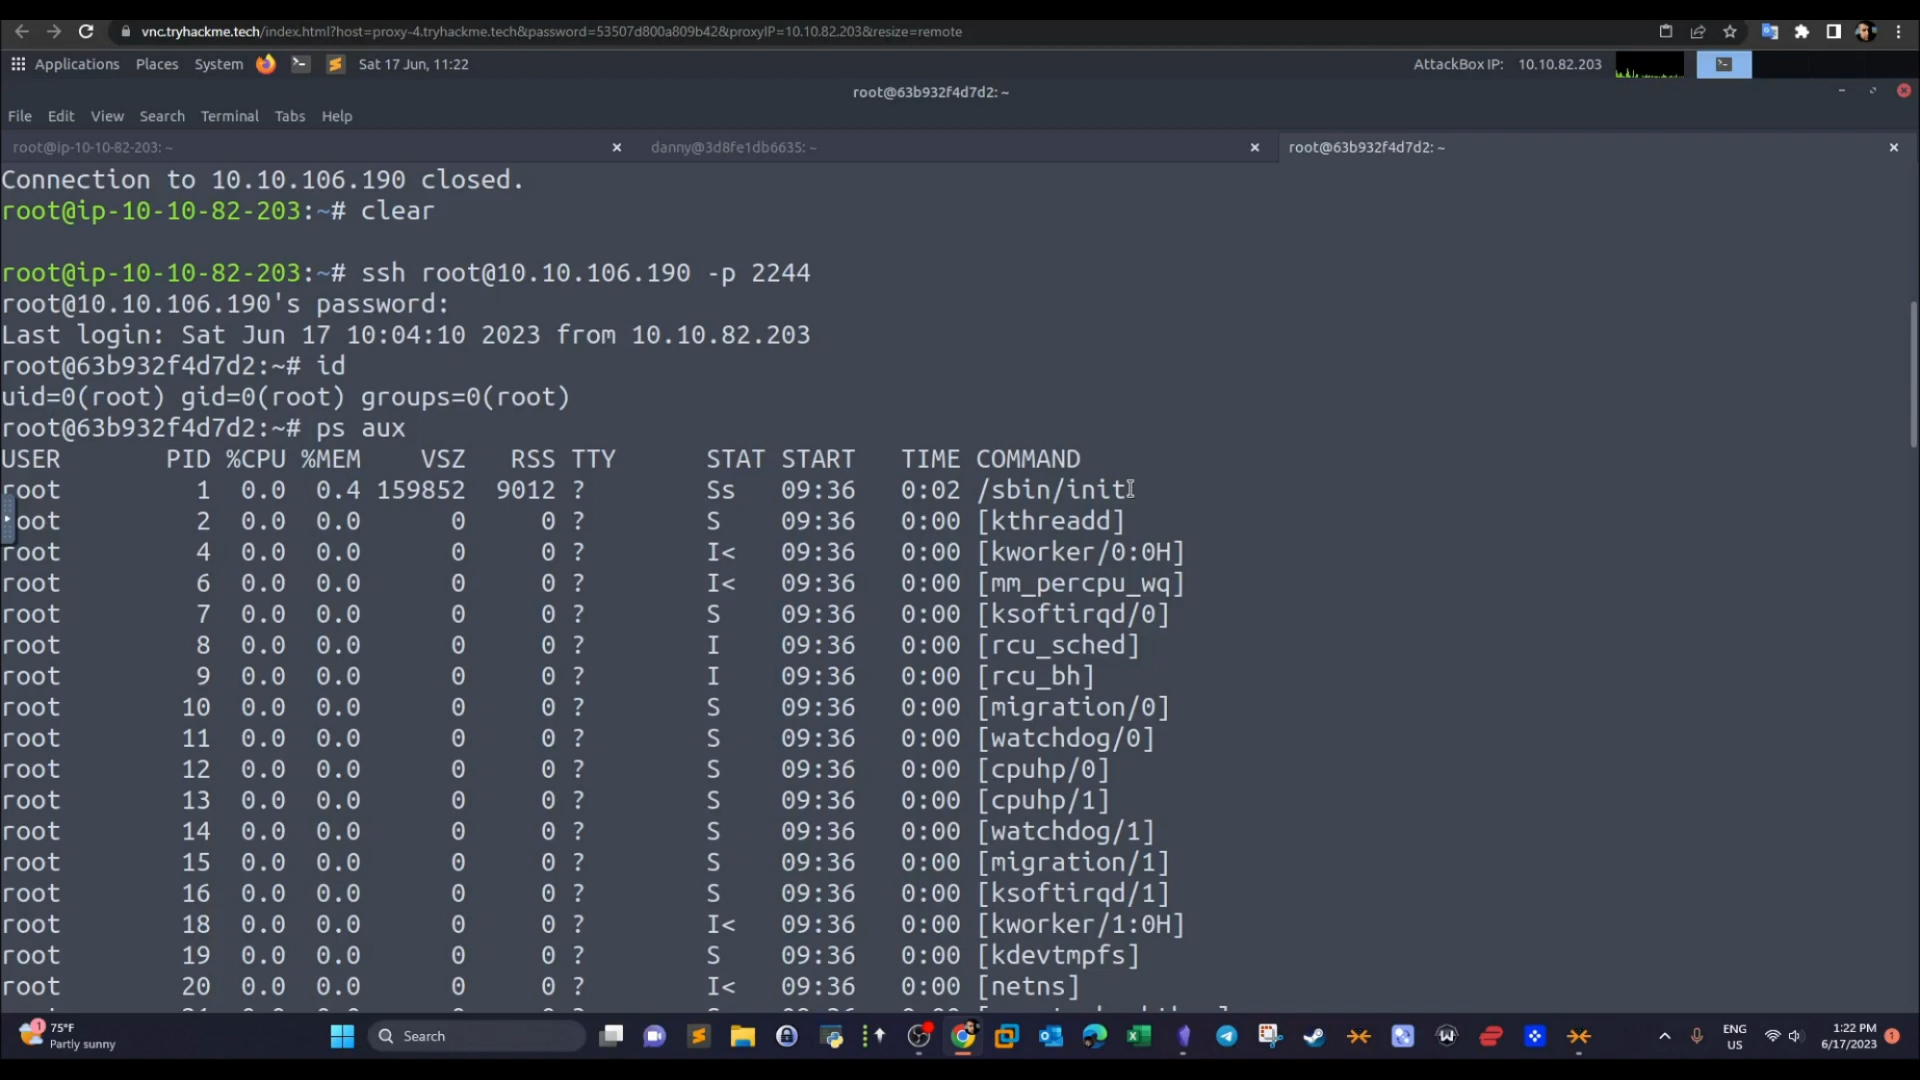 vnc.tryhackme.tech/index.html?host=proxy-4.tryhackme.tech&password=53507d800a809b42&proxyIP=10.10.82.203&resize=remote
Applications Places System Sat 17 Jun, 11:22 AttackBox IP: 10.10.82.203
root@63b932f4d7d2: ~
File Edit View Search Terminal Tabs Help
root@ip-10-10-82-203: ~ × danny@3d8fe1db6635: ~ × root@63b932f4d7d2: ~ ×
Connection to 10.10.106.190 closed.
root@ip-10-10-82-203:~# clear
root@ip-10-10-82-203:~# ssh root@10.10.106.190 -p 2244
root@10.10.106.190's password:
Last login: Sat Jun 17 10:04:10 2023 from 10.10.82.203
root@63b932f4d7d2:~# id
uid=0(root) gid=0(root) groups=0(root)
root@63b932f4d7d2:~# ps aux
USER PID %CPU %MEM VSZ RSS TTY STAT START TIME COMMAND
root 1 0.0 0.4 159852 9012 ? Ss 09:36 0:02 /sbin/init
root 2 0.0 0.0 0 0 ? S 09:36 0:00 [kthreadd]
root 4 0.0 0.0 0 0 ? I< 09:36 0:00 [kworker/0:0H]
root 6 0.0 0.0 0 0 ? I< 09:36 0:00 [mm_percpu_wq]
root 7 0.0 0.0 0 0 ? S 09:36 0:00 [ksoftirqd/0]
root 8 0.0 0.0 0 0 ? I 09:36 0:00 [rcu_sched]
root 9 0.0 0.0 0 0 ? I 09:36 0:00 [rcu_bh]
root 10 0.0 0.0 0 0 ? S 09:36 0:00 [migration/0]
root 11 0.0 0.0 0 0 ? S 09:36 0:00 [watchdog/0]
root 12 0.0 0.0 0 0 ? S 09:36 0:00 [cpuhp/0]
root 13 0.0 0.0 0 0 ? S 09:36 0:00 [cpuhp/1]
root 14 0.0 0.0 0 0 ? S 09:36 0:00 [watchdog/1]
root 15 0.0 0.0 0 0 ? S 09:36 0:00 [migration/1]
root 16 0.0 0.0 0 0 ? S 09:36 0:00 [ksoftirqd/1]
root 18 0.0 0.0 0 0 ? I< 09:36 0:00 [kworker/1:0H]
root 19 0.0 0.0 0 0 ? S 09:36 0:00 [kdevtmpfs]
root 20 0.0 0.0 0 0 ? I< 09:36 0:00 [netns]
1 75°F
Partly sunny
Search
ENG
US
1:22 PM
6/17/2023
1